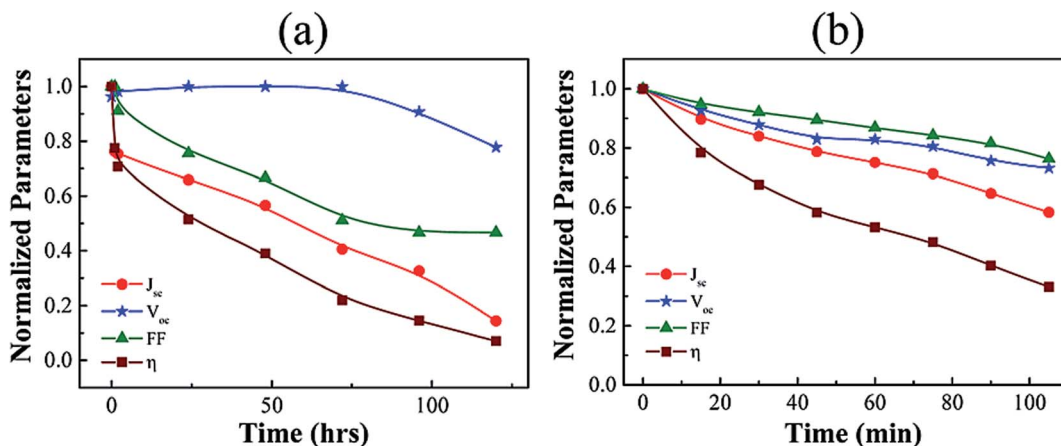 (a)
Normalized Parameters
1.0
0.8
0.6
0.4
0.2
0.0
J_sc
V_oc
FF
η
0 50 100
Time (hrs)
(b)
Normalized Parameters
1.0
0.8
0.6
0.4
0.2
0.0
J_sc
V_oc
FF
η
0 20 40 60 80 100
Time (min)